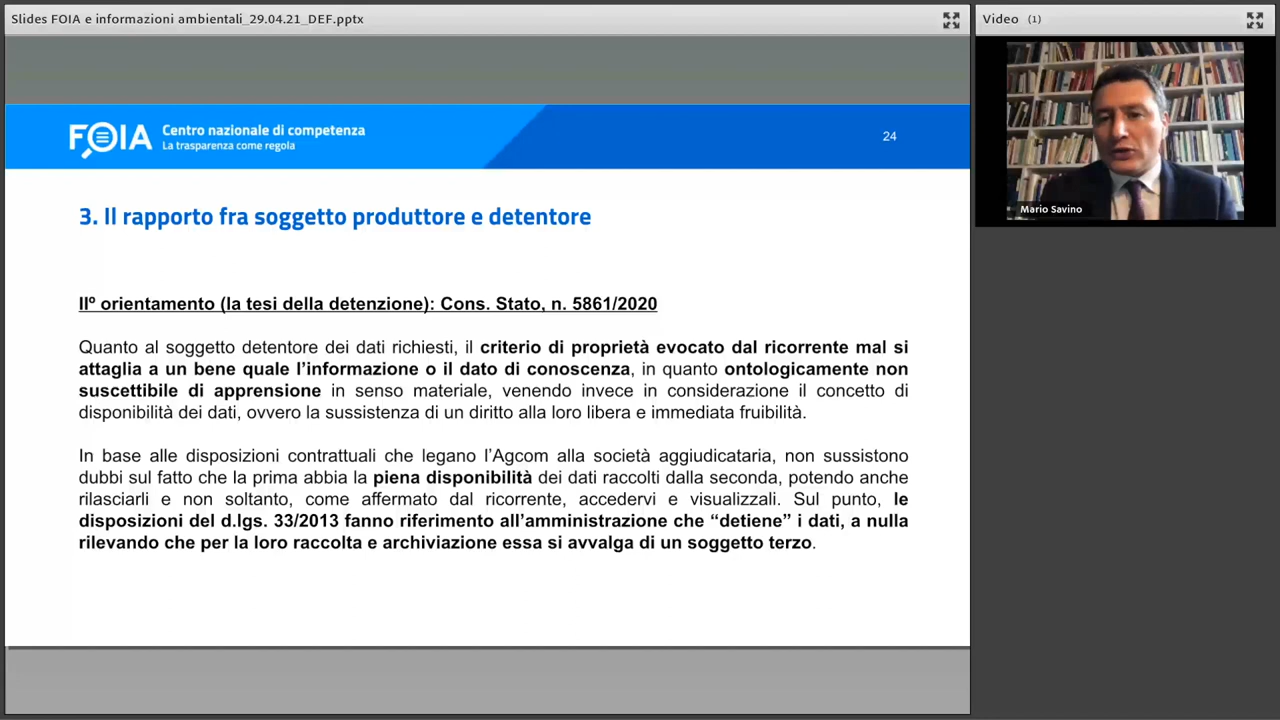 Slides FOIA e informazioni ambientali_29.04.21_DEF.pptx
Video (1)
FOIA
Centro nazionale di competenza
La trasparenza come regola
24
Mario Savino
3. Il rapporto fra soggetto produttore e detentore
IIº orientamento (la tesi della detenzione): Cons. Stato, n. 5861/2020
Quanto al soggetto detentore dei dati richiesti, il criterio di proprietà evocato dal ricorrente mal si
attaglia a un bene quale l’informazione o il dato di conoscenza, in quanto ontologicamente non
suscettibile di apprensione in senso materiale, venendo invece in considerazione il concetto di
disponibilità dei dati, ovvero la sussistenza di un diritto alla loro libera e immediata fruibilità.
In base alle disposizioni contrattuali che legano l’Agcom alla società aggiudicataria, non sussistono
dubbi sul fatto che la prima abbia la piena disponibilità dei dati raccolti dalla seconda, potendo anche
rilasciarli e non soltanto, come affermato dal ricorrente, accedervi e visualizzali. Sul punto, le
disposizioni del d.lgs. 33/2013 fanno riferimento all’amministrazione che “detiene” i dati, a nulla
rilevando che per la loro raccolta e archiviazione essa si avvalga di un soggetto terzo.